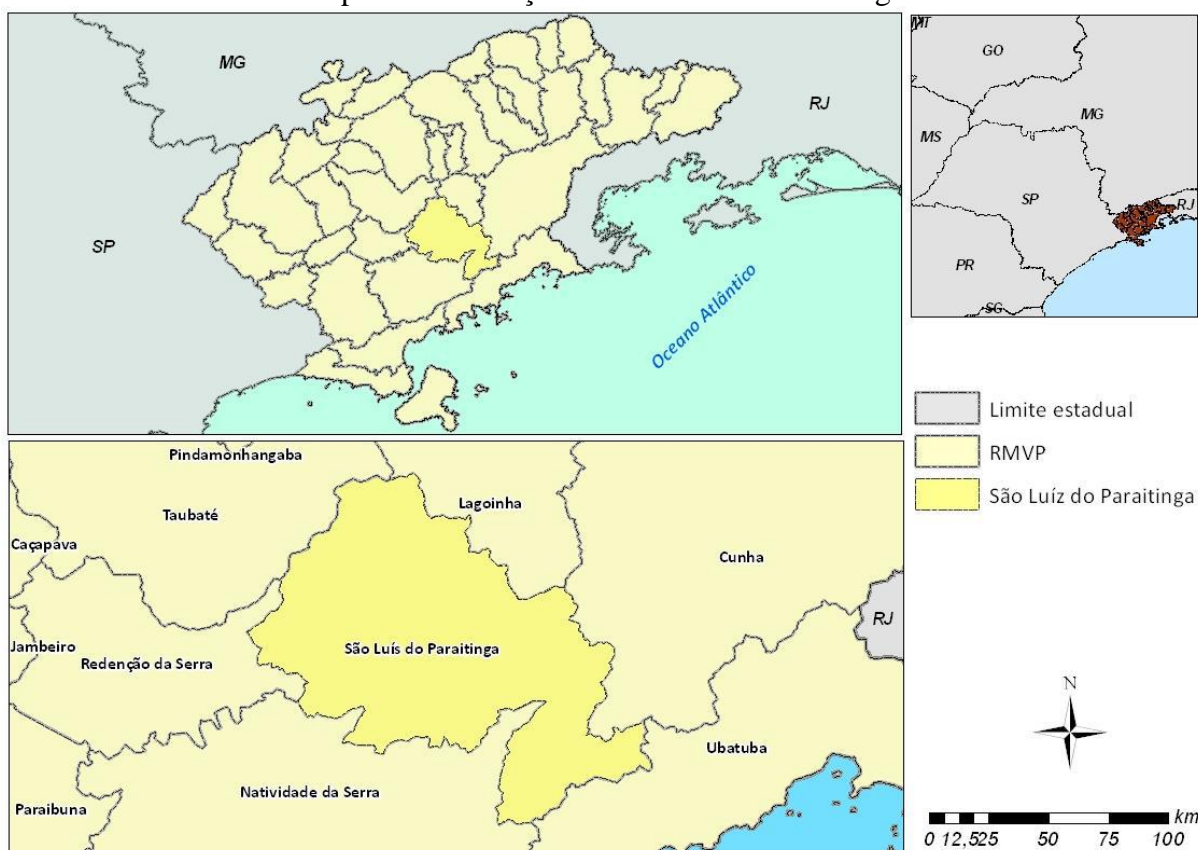 MG
RJ
SP
Oceano Atlântico
MT
GO
MS
MG
SP
RJ
PR
SC
Limite estadual
RMVP
São Luíz do Paraitinga
Pindamonhangaba
Taubaté
Lagoinha
Caçapava
Cunha
RJ
Jambeiro
Redenção da Serra
São Luís do Paraitinga
Ubatuba
Natividade da Serra
Paraibuna
N
km
0 12,525 50 75 100